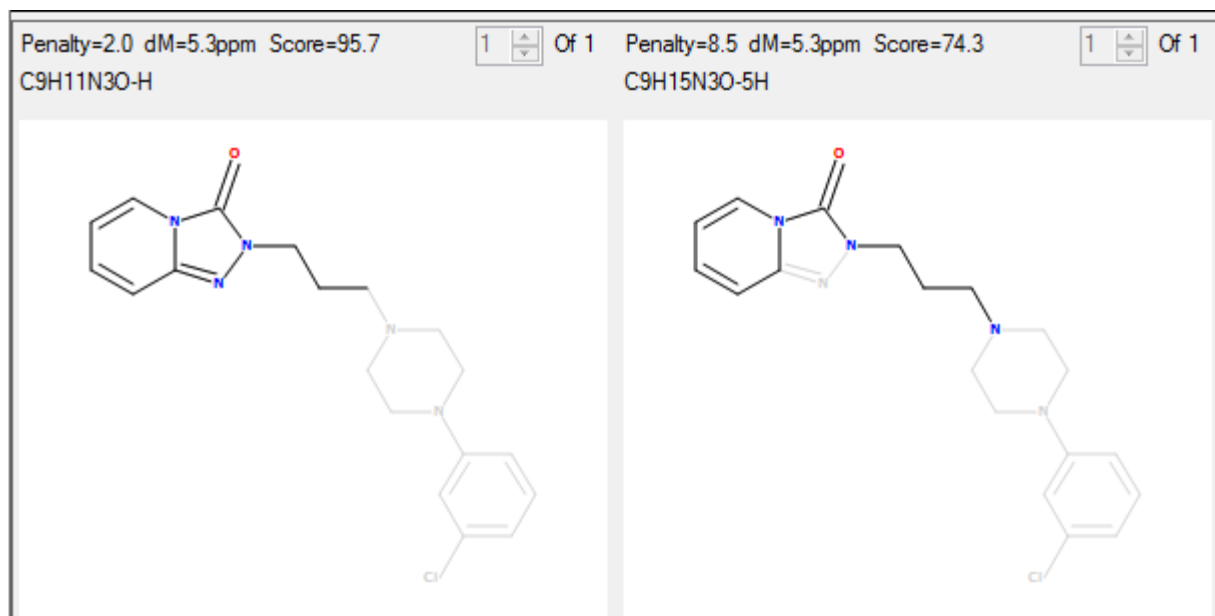 Penalty=2.0 dM=5.3ppm Score=95.7 1 Of 1
C9H11N3O-H
O
N
N
N
N
N
Cl
Penalty=8.5 dM=5.3ppm Score=74.3 1 Of 1
C9H15N3O-5H
O
N
N
N
N
N
Cl